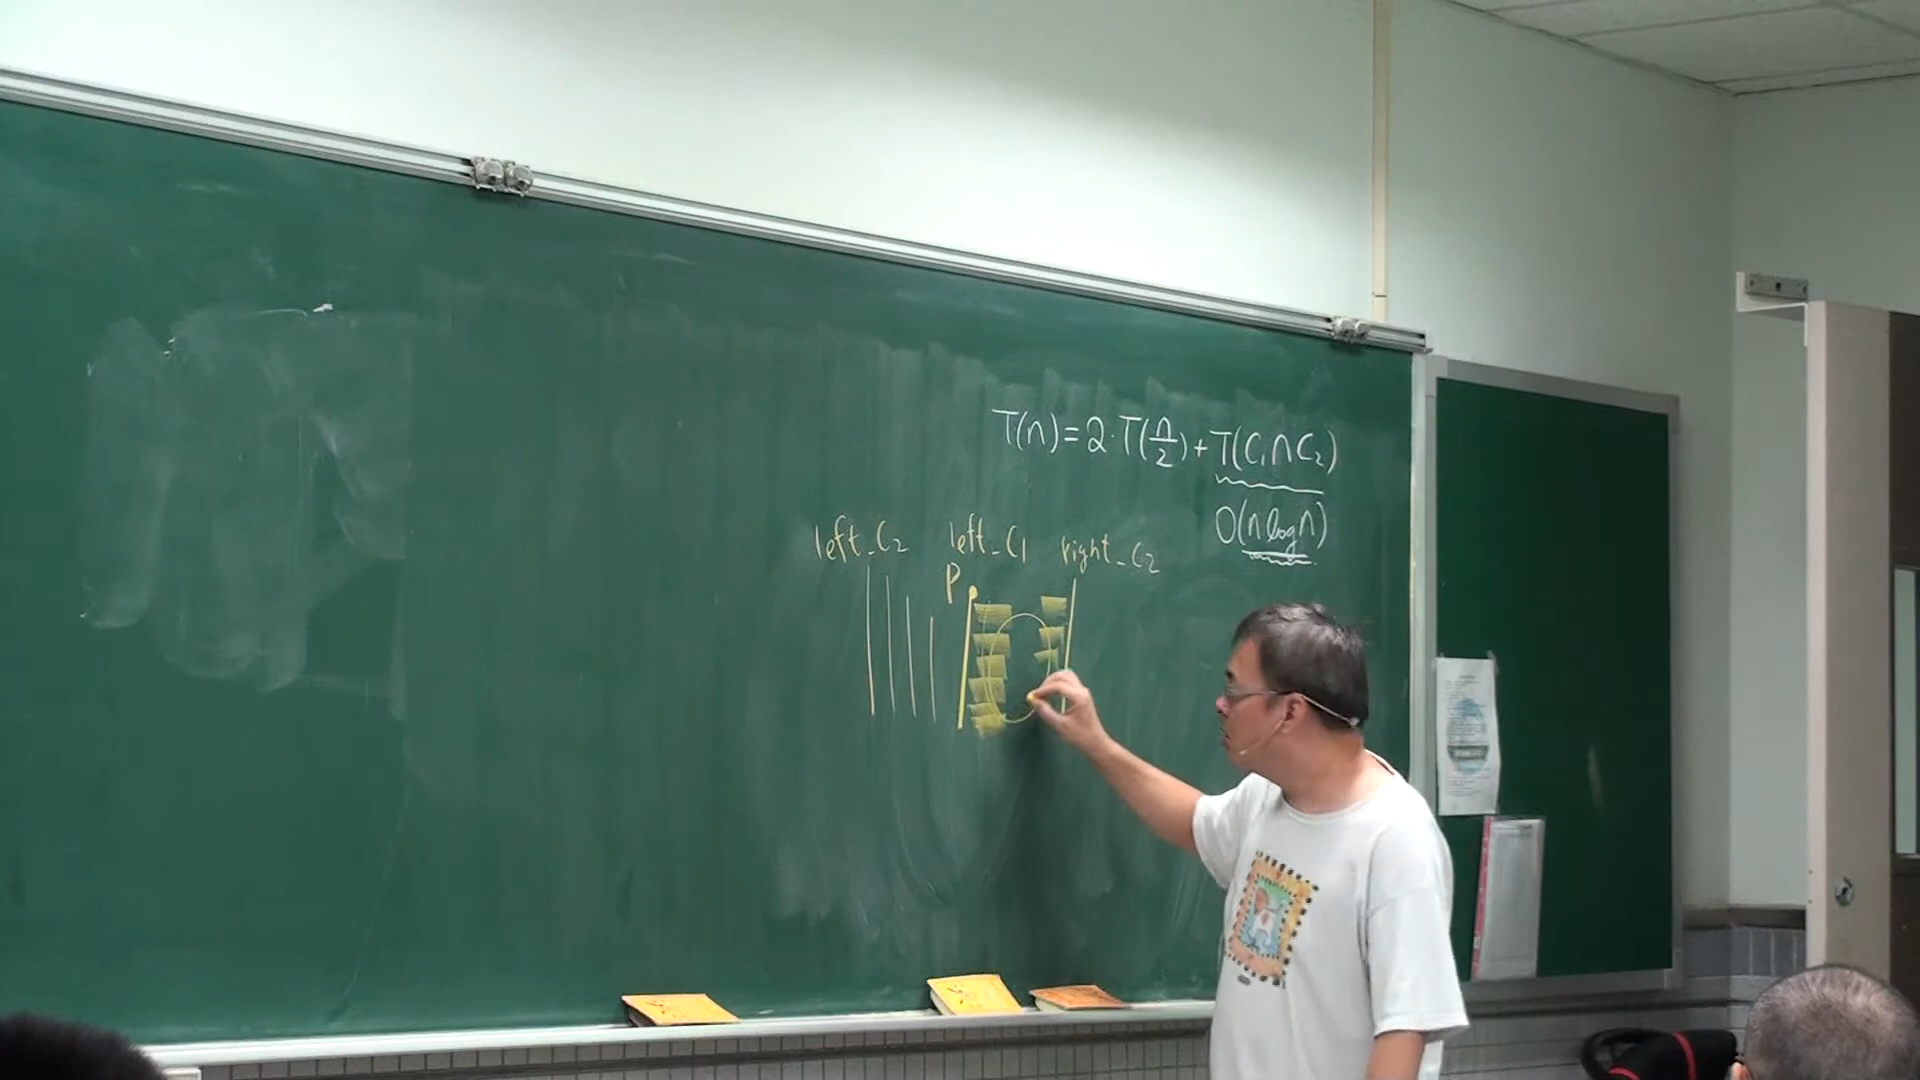 T(n)=2·T(n/2)+T(C₁∩C₂)
O(n log n)
left_C2 left_C1 right_C2
P